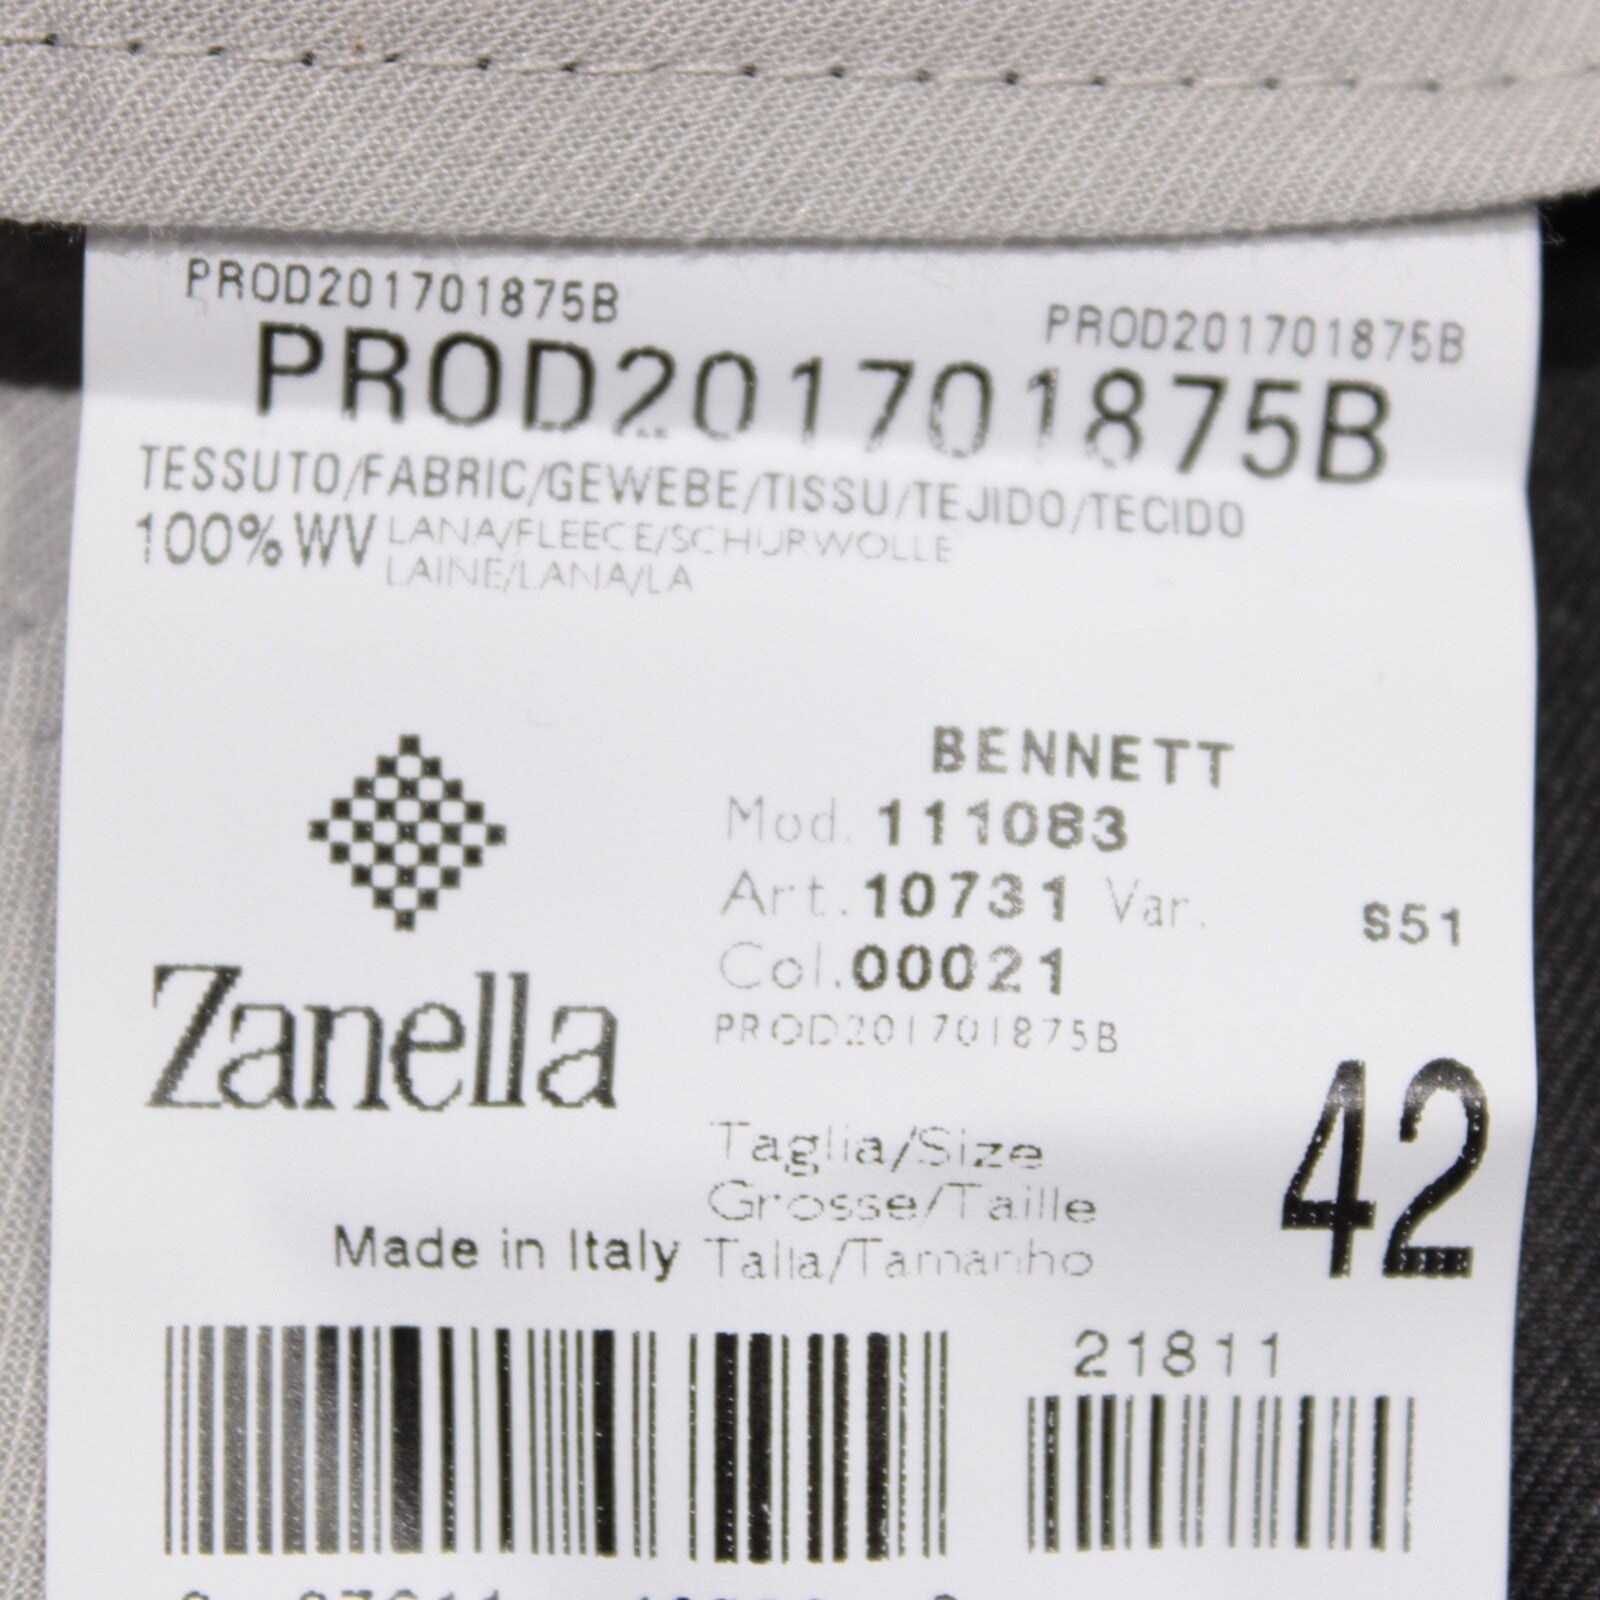 PROD201701875B
PROD201701875B
PROD201701875B
TESSUTO/FABRIC/GEWEBE/TISSU/TEJIDO/TECIDO
100% WV LANA/FLEECE/SCHURWOLLE
LAINE/LANA/LA
BENNETT
Mod. 111083
Art. 10731 Var. S51
Col. 00021
PROD201701875B
Zanella
Taglia/Size
Grosse/Taille
Talla/Tamanho
42
Made in Italy
21811